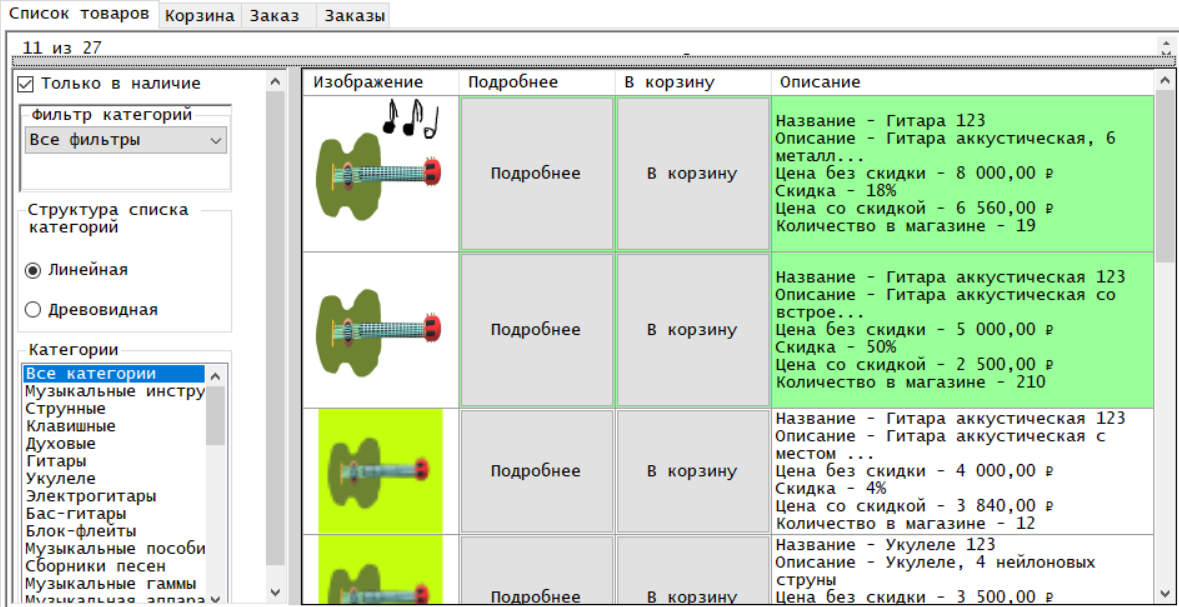 Список товаров Корзина Заказ Заказы
11 из 27
Только в наличие
Фильтр категорий
Все фильтры
Структура списка
категорий
Линейная
Древовидная
Категории
Все категории
Музыкальные инстру
Струнные
Клавишные
Духовые
Гитары
Укулеле
Электрогитары
Бас-гитары
Блок-флейты
Музыкальные пособи
Сборники песен
Музыкальные гаммы
Музыкальная аппара
Изображение Подробнее В корзину Описание
Подробнее В корзину
Название - Гитара 123
Описание - Гитара аккустическая, 6
металл...
Цена без скидки - 8 000,00 ₽
Скидка - 18%
Цена со скидкой - 6 560,00 ₽
Количество в магазине - 19
Подробнее В корзину
Название - Гитара аккустическая 123
Описание - Гитара аккустическая со
встрое...
Цена без скидки - 5 000,00 ₽
Скидка - 50%
Цена со скидкой - 2 500,00 ₽
Количество в магазине - 210
Подробнее В корзину
Название - Гитара аккустическая 123
Описание - Гитара аккустическая с
местом ...
Цена без скидки - 4 000,00 ₽
Скидка - 4%
Цена со скидкой - 3 840,00 ₽
Количество в магазине - 12
Подробнее В корзину
Название - Укулеле 123
Описание - Укулеле, 4 нейлоновых
струны
Цена без скидки - 3 500,00 ₽